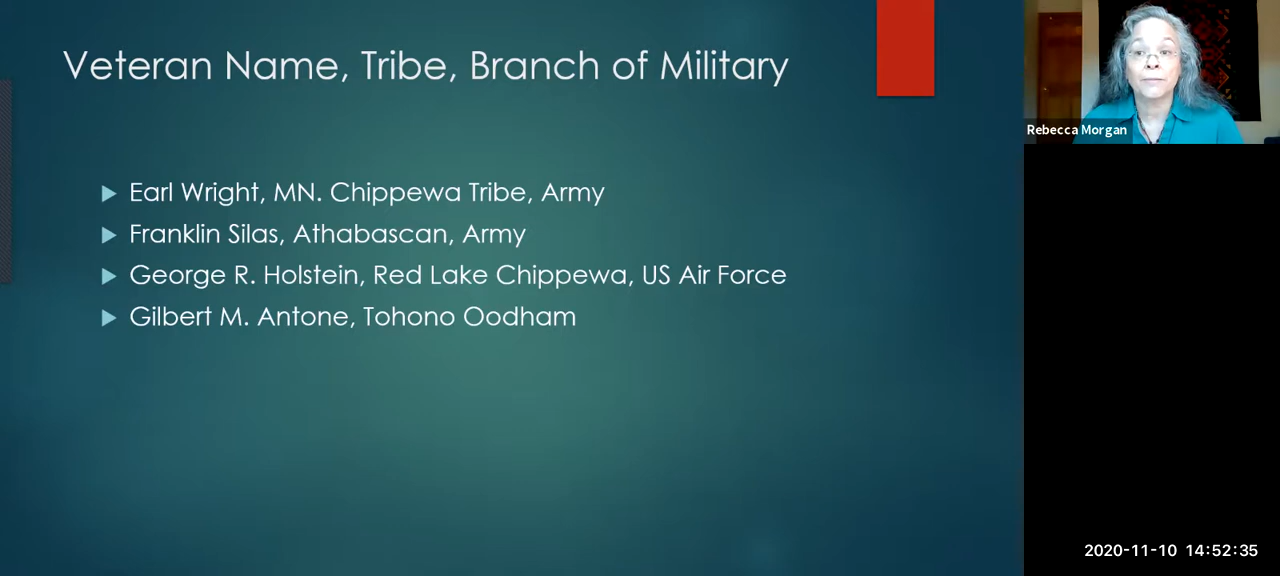 Veteran Name, Tribe, Branch of Military
Earl Wright, MN. Chippewa Tribe, Army
Franklin Silas, Athabascan, Army
George R. Holstein, Red Lake Chippewa, US Air Force
Gilbert M. Antone, Tohono Oodham
Rebecca Morgan
2020-11-10 14:52:35